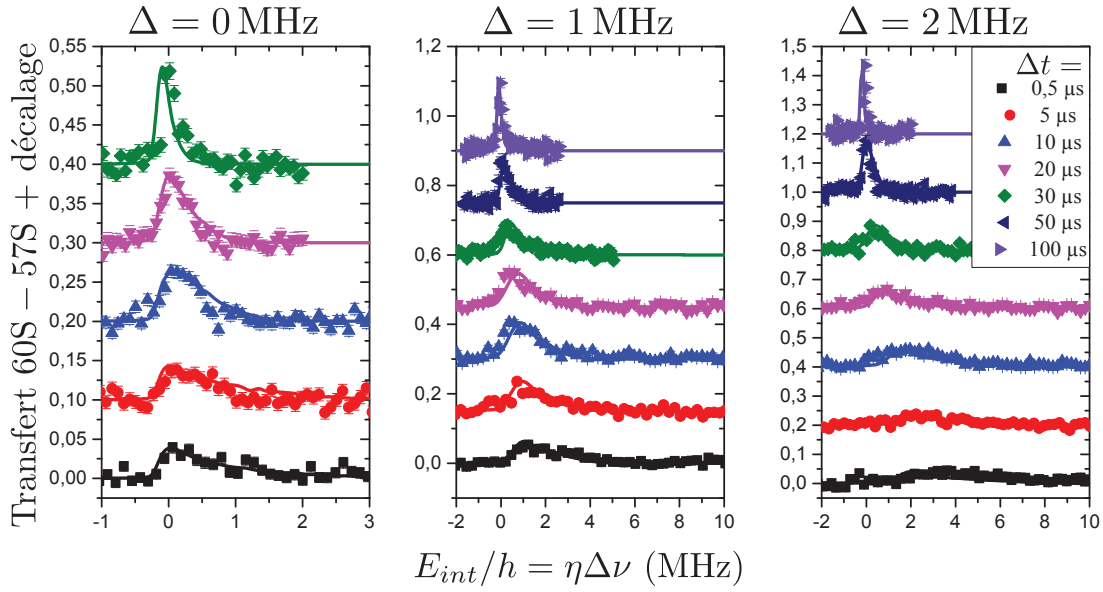 Δ = 0 MHz
Δ = 1 MHz
Δ = 2 MHz
Transfert 60S − 57S + décalage
0,55
0,50
0,45
0,40
0,35
0,30
0,25
0,20
0,15
0,10
0,05
0,00
-1 0 1 2 3
1,2
1,0
0,8
0,6
0,4
0,2
0,0
-2 0 2 4 6 8 10
1,5
1,4
1,3
1,2
1,1
1,0
0,9
0,8
0,7
0,6
0,5
0,4
0,3
0,2
0,1
0,0
-2 0 2 4 6 8 10
Δt =
0,5 µs
5 µs
10 µs
20 µs
30 µs
50 µs
100 µs
E_int/h = ηΔν (MHz)